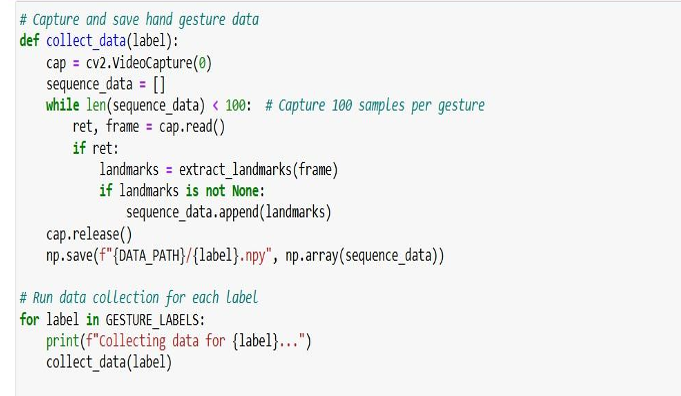 # Capture and save hand gesture data
def collect_data(label):
    cap = cv2.VideoCapture(0)
    sequence_data = []
    while len(sequence_data) < 100:  # Capture 100 samples per gesture
        ret, frame = cap.read()
        if ret:
            landmarks = extract_landmarks(frame)
            if landmarks is not None:
                sequence_data.append(landmarks)
    cap.release()
    np.save(f"{DATA_PATH}/{label}.npy", np.array(sequence_data))

# Run data collection for each label
for label in GESTURE_LABELS:
    print(f"Collecting data for {label}...")
    collect_data(label)